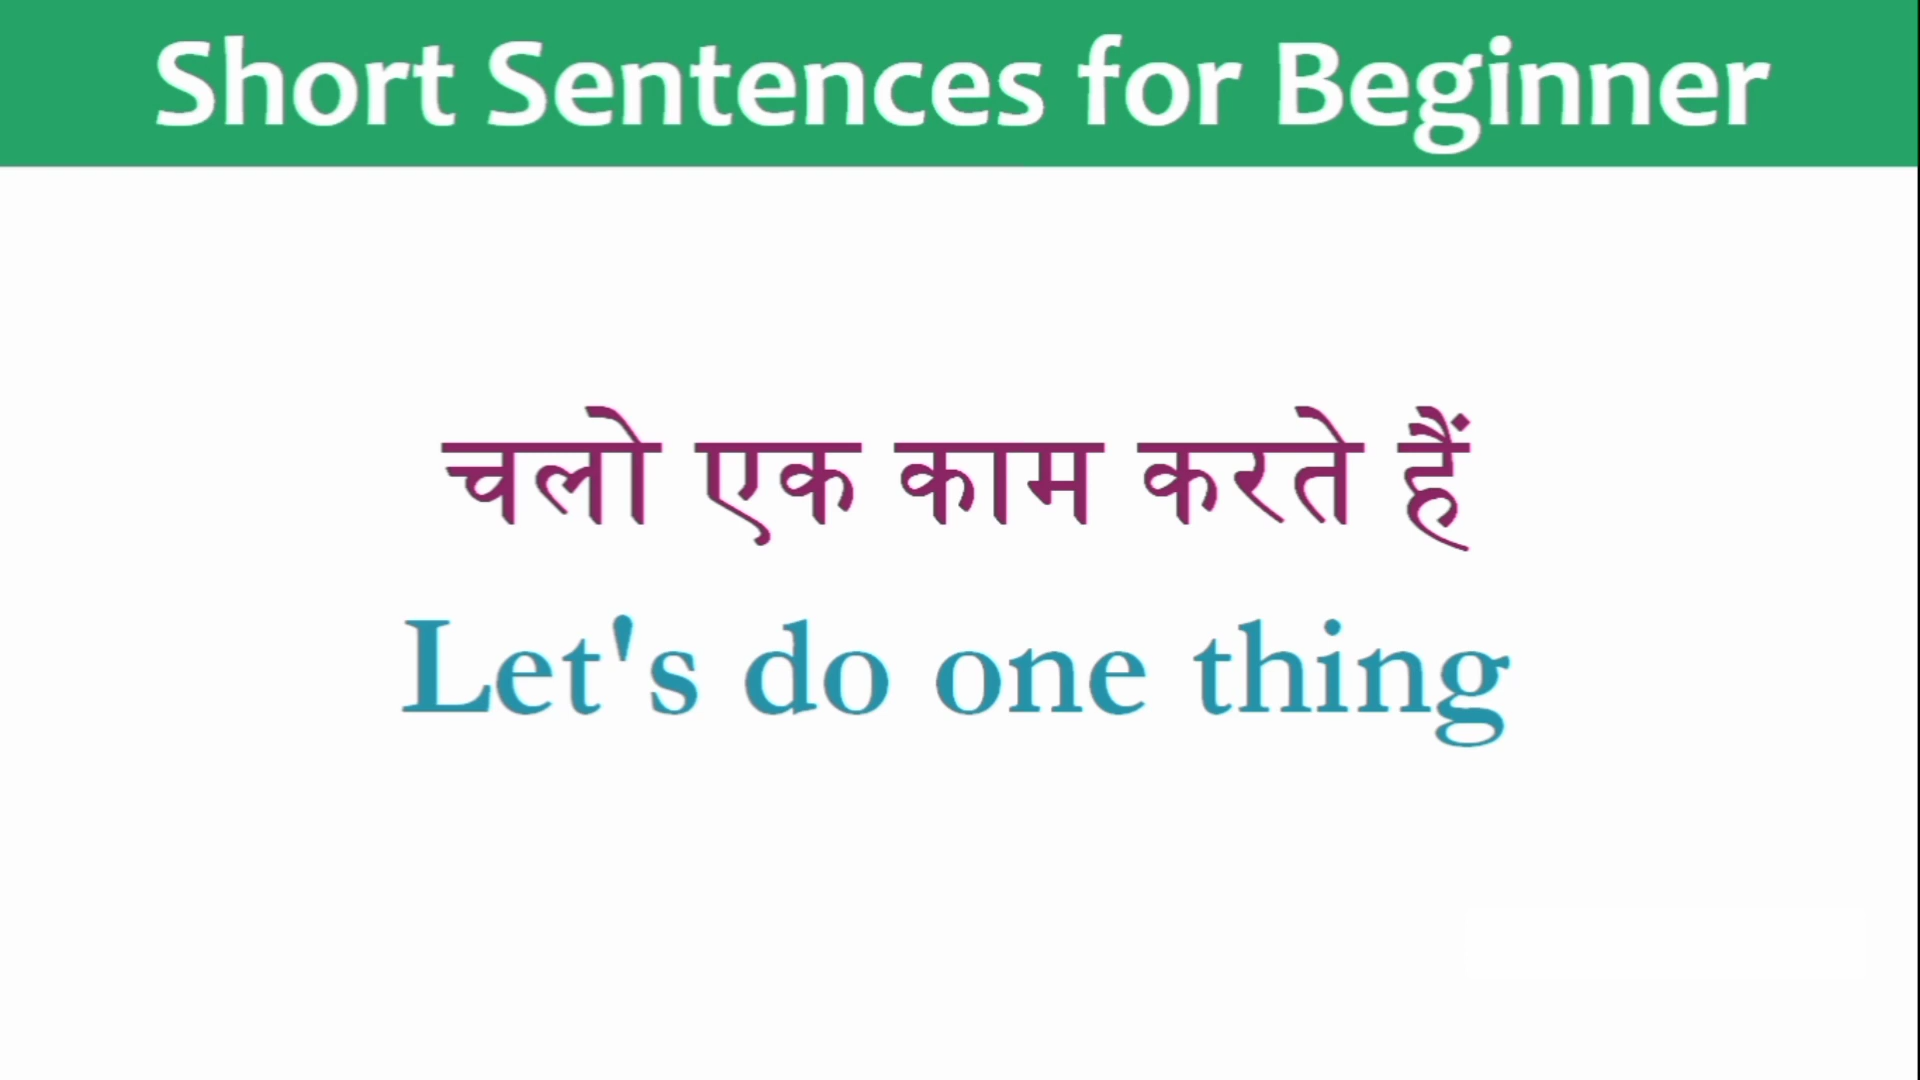 Short Sentences for Beginner
चलो एक काम करते हैं
Let's do one thing